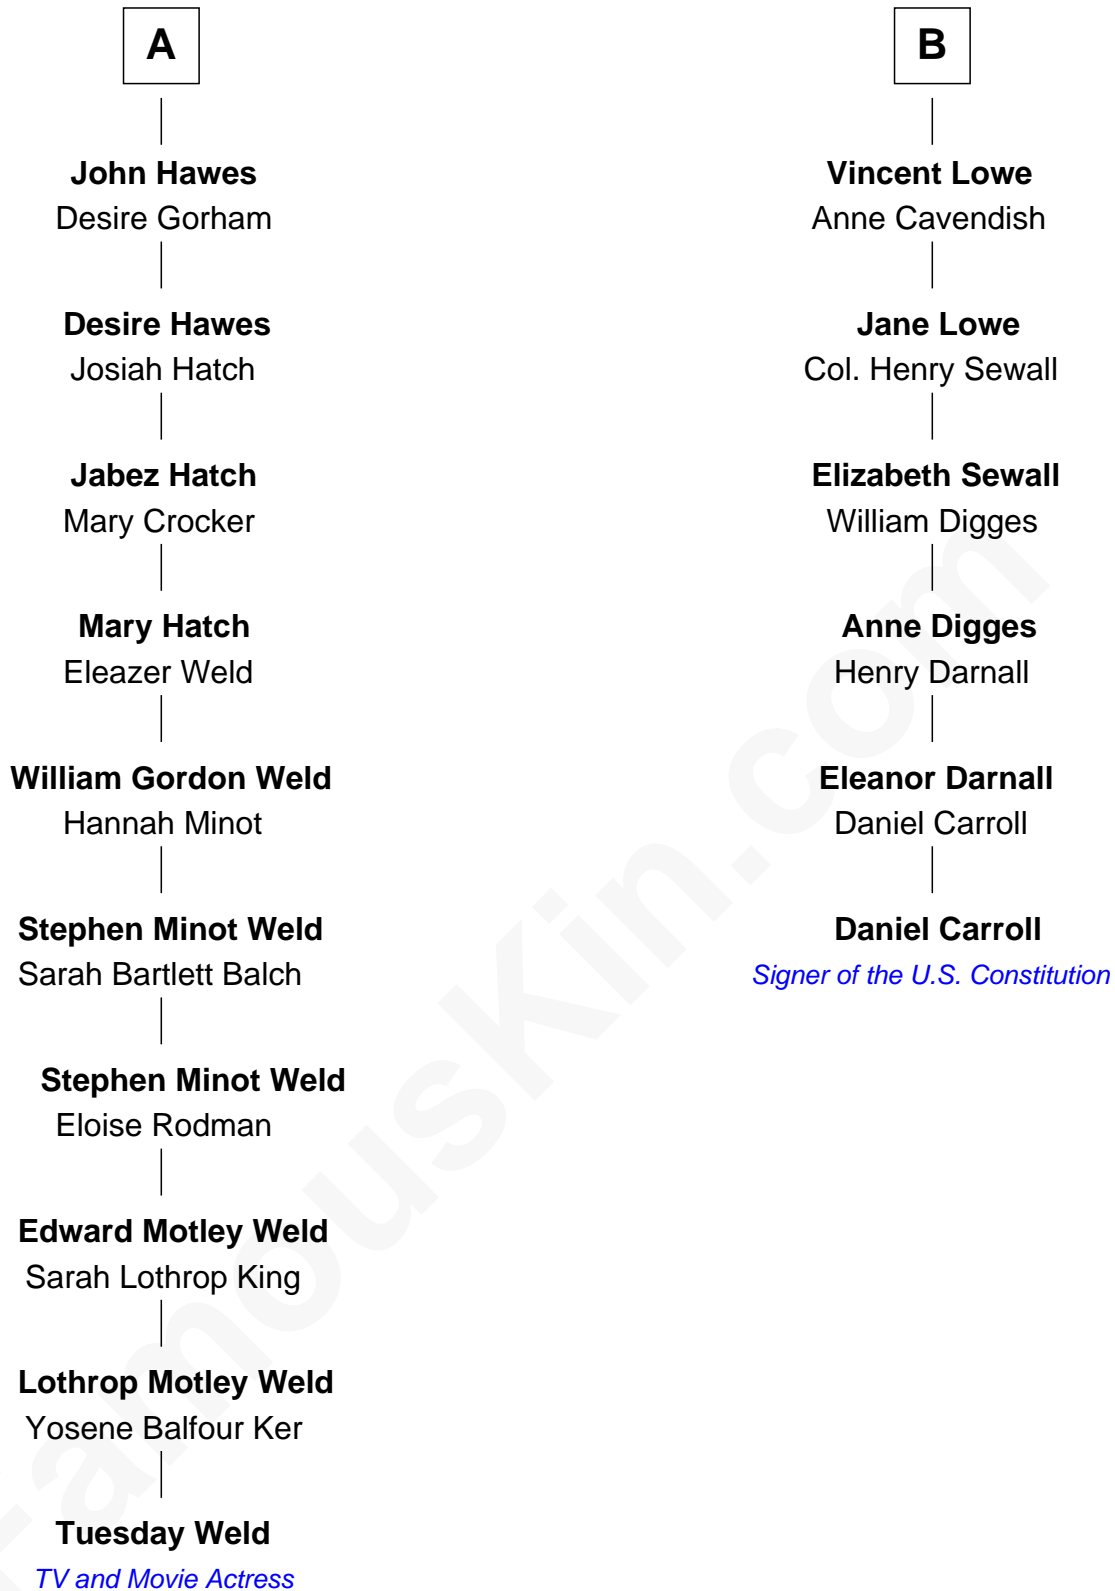 A
John Hawes
Desire Gorham
Desire Hawes
Josiah Hatch
Jabez Hatch
Mary Crocker
Mary Hatch
Eleazer Weld
William Gordon Weld
Hannah Minot
Stephen Minot Weld
Sarah Bartlett Balch
Stephen Minot Weld
Eloise Rodman
Edward Motley Weld
Sarah Lothrop King
Lothrop Motley Weld
Yosene Balfour Ker
Tuesday Weld
TV and Movie Actress
B
Vincent Lowe
Anne Cavendish
Jane Lowe
Col. Henry Sewall
Elizabeth Sewall
William Digges
Anne Digges
Henry Darnall
Eleanor Darnall
Daniel Carroll
Daniel Carroll
Signer of the U.S. Constitution
FamousKin.com